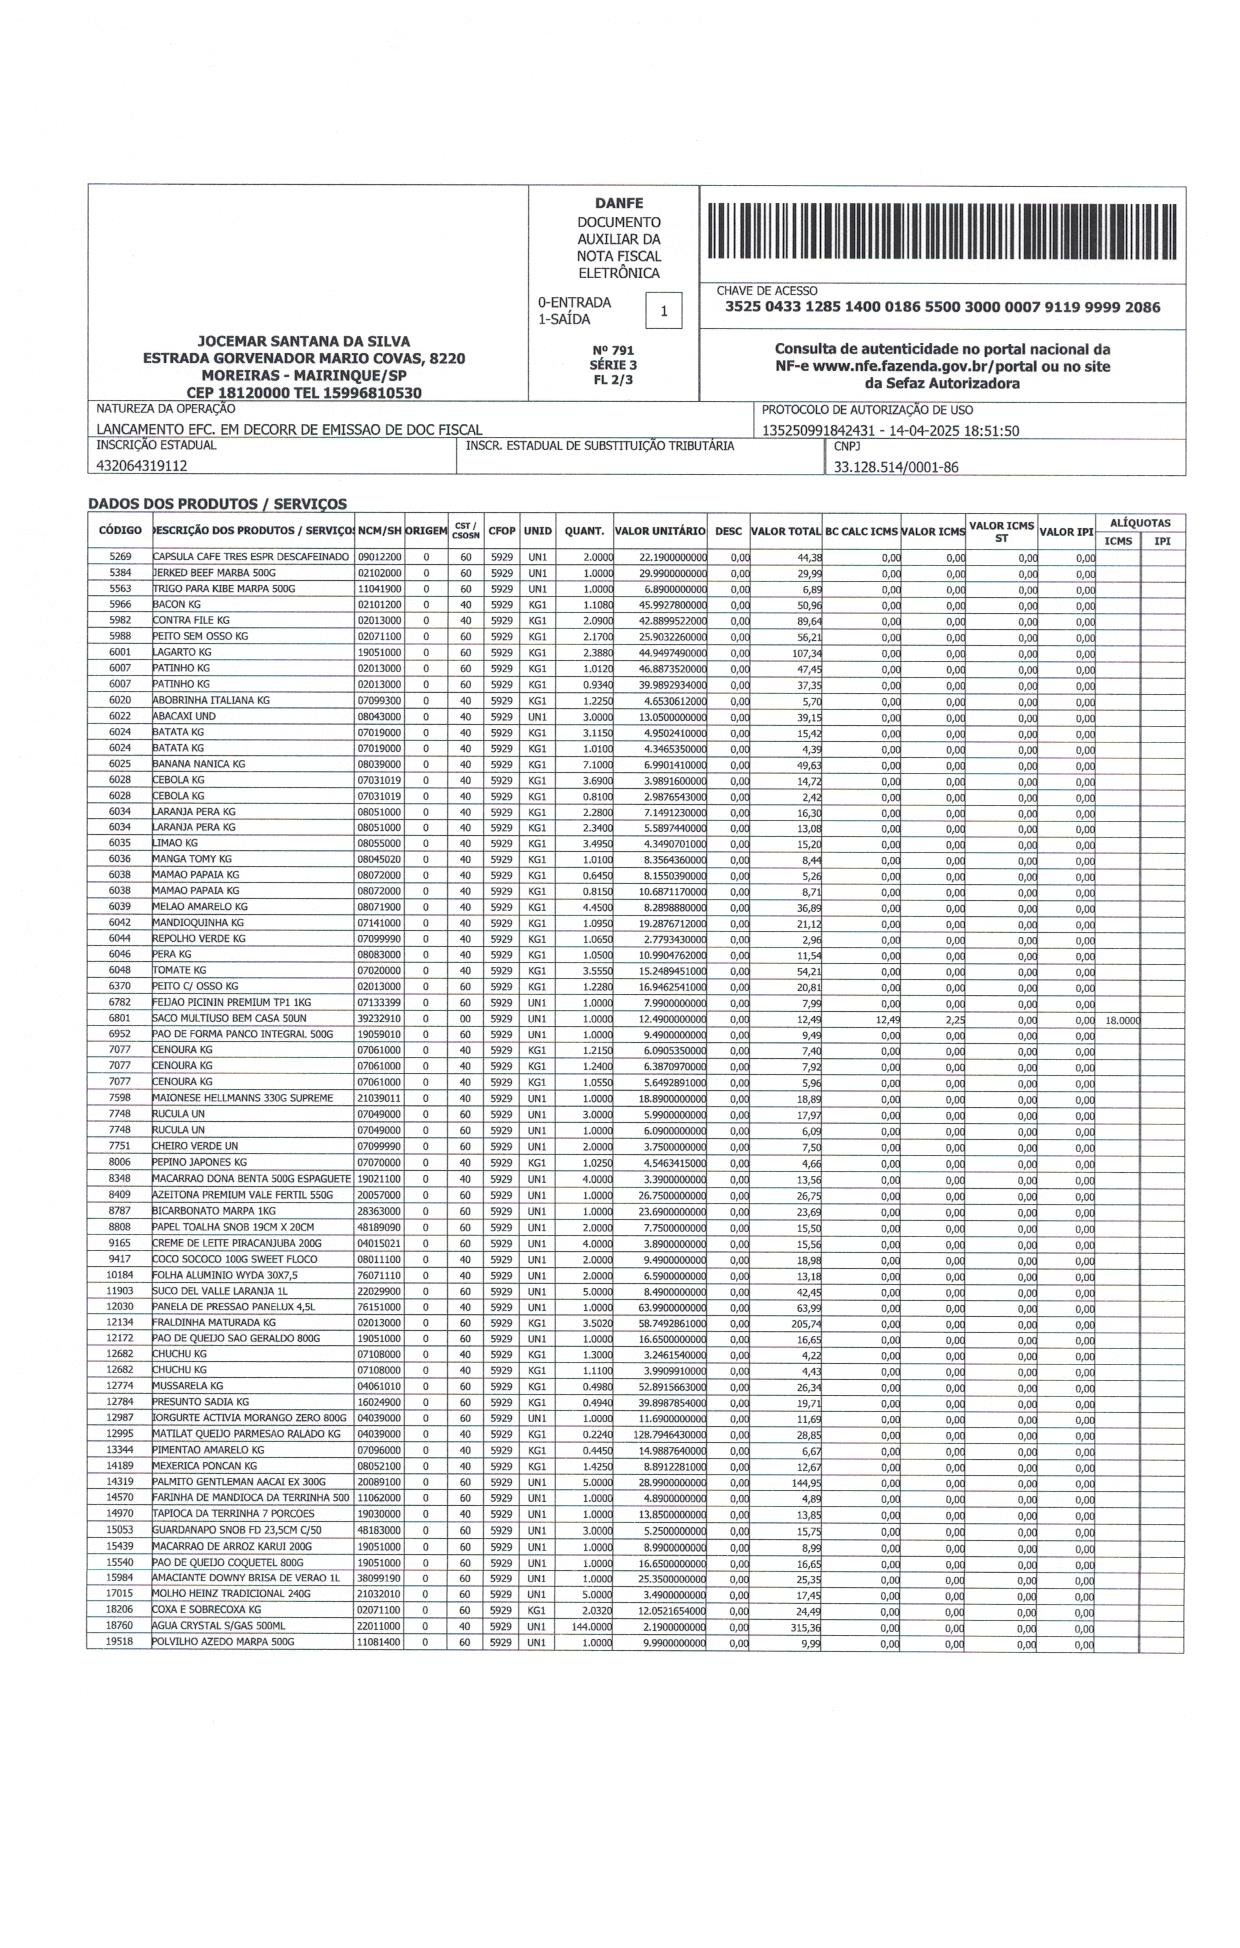 DANFE
DOCUMENTO
AUXILIAR DA
NOTA FISCAL
ELETRÔNICA
0-ENTRADA
1-SAÍDA
1
Nº 791
SÉRIE 3
FL 2/3
CHAVE DE ACESSO
3525 0433 1285 1400 0186 5500 3000 0007 9119 9999 2086
Consulta de autenticidade no portal nacional da
NF-e www.nfe.fazenda.gov.br/portal ou no site
da Sefaz Autorizadora
JOCEMAR SANTANA DA SILVA
ESTRADA GORVENADOR MARIO COVAS, 8220
MOREIRAS - MAIRINQUE/SP
CEP 18120000 TEL 15996810530
NATUREZA DA OPERAÇÃO
LANCAMENTO EFC. EM DECORR DE EMISSAO DE DOC FISCAL
PROTOCOLO DE AUTORIZAÇÃO DE USO
135250991842431 - 14-04-2025 18:51:50
INSCRIÇÃO ESTADUAL
432064319112
INSCR. ESTADUAL DE SUBSTITUIÇÃO TRIBUTÁRIA
CNPJ
33.128.514/0001-86
DADOS DOS PRODUTOS / SERVIÇOS
CÓDIGO DESCRIÇÃO DOS PRODUTOS / SERVIÇOS NCM/SH ORIGEM CST / CSOSN CFOP UNID QUANT. VALOR UNITÁRIO DESC VALOR TOTAL BC CALC ICMS VALOR ICMS VALOR ICMS ST VALOR IPI ALÍQUOTAS ICMS IPI
5269 CAPSULA CAFE TRES ESPR DESCAFEINADO 09012200 0 60 5929 UN1 2.0000 22.1900000000 0,00 44,38 0,00 0,00 0,00 0,00
5384 JERKED BEEF MARBA 500G 02102000 0 60 5929 UN1 1.0000 29.9900000000 0,00 29,99 0,00 0,00 0,00 0,00
5563 TRIGO PARA KIBE MARPA 500G 11041900 0 60 5929 UN1 1.0000 6.8900000000 0,00 6,89 0,00 0,00 0,00 0,00
5966 BACON KG 02101200 0 40 5929 KG1 1.1080 45.9927800000 0,00 50,96 0,00 0,00 0,00 0,00
5982 CONTRA FILE KG 02013000 0 40 5929 KG1 2.0900 42.8899522000 0,00 89,64 0,00 0,00 0,00 0,00
5988 PEITO SEM OSSO KG 02071100 0 60 5929 KG1 2.1700 25.9032260000 0,00 56,21 0,00 0,00 0,00 0,00
6001 LAGARTO KG 19051000 0 60 5929 KG1 2.3880 44.9497490000 0,00 107,34 0,00 0,00 0,00 0,00
6007 PATINHO KG 02013000 0 60 5929 KG1 1.0120 46.8873520000 0,00 47,45 0,00 0,00 0,00 0,00
6007 PATINHO KG 02013000 0 60 5929 KG1 0.9340 39.9892934000 0,00 37,35 0,00 0,00 0,00 0,00
6020 ABOBRINHA ITALIANA KG 07099300 0 40 5929 KG1 1.2250 4.6530612000 0,00 5,70 0,00 0,00 0,00 0,00
6022 ABACAXI UND 08043000 0 40 5929 UN1 3.0000 13.0500000000 0,00 39,15 0,00 0,00 0,00 0,00
6024 BATATA KG 07019000 0 40 5929 KG1 3.1150 4.9502410000 0,00 15,42 0,00 0,00 0,00 0,00
6024 BATATA KG 07019000 0 40 5929 KG1 1.0100 4.3465350000 0,00 4,39 0,00 0,00 0,00 0,00
6025 BANANA NANICA KG 08039000 0 40 5929 KG1 7.1000 6.9901410000 0,00 49,63 0,00 0,00 0,00 0,00
6028 CEBOLA KG 07031019 0 40 5929 KG1 3.6900 3.9891600000 0,00 14,72 0,00 0,00 0,00 0,00
6028 CEBOLA KG 07031019 0 40 5929 KG1 0.8100 2.9876543000 0,00 2,42 0,00 0,00 0,00 0,00
6034 LARANJA PERA KG 08051000 0 40 5929 KG1 2.2800 7.1491230000 0,00 16,30 0,00 0,00 0,00 0,00
6034 LARANJA PERA KG 08051000 0 40 5929 KG1 2.3400 5.5897440000 0,00 13,08 0,00 0,00 0,00 0,00
6035 LIMAO KG 08055000 0 40 5929 KG1 3.4950 4.3490701000 0,00 15,20 0,00 0,00 0,00 0,00
6036 MANGA TOMY KG 08045020 0 40 5929 KG1 1.0100 8.3564360000 0,00 8,44 0,00 0,00 0,00 0,00
6038 MAMAO PAPAIA KG 08072000 0 40 5929 KG1 0.6450 8.1550390000 0,00 5,26 0,00 0,00 0,00 0,00
6038 MAMAO PAPAIA KG 08072000 0 40 5929 KG1 0.8150 10.6871170000 0,00 8,71 0,00 0,00 0,00 0,00
6039 MELAO AMARELO KG 08071900 0 40 5929 KG1 4.4500 8.2898880000 0,00 36,89 0,00 0,00 0,00 0,00
6042 MANDIOQUINHA KG 07141000 0 40 5929 KG1 1.0950 19.2876712000 0,00 21,12 0,00 0,00 0,00 0,00
6044 REPOLHO VERDE KG 07099990 0 40 5929 KG1 1.0650 2.7793430000 0,00 2,96 0,00 0,00 0,00 0,00
6046 PERA KG 08083000 0 40 5929 KG1 1.0500 10.9904762000 0,00 11,54 0,00 0,00 0,00 0,00
6048 TOMATE KG 07020000 0 40 5929 KG1 3.5550 15.2489451000 0,00 54,21 0,00 0,00 0,00 0,00
6370 PEITO C/ OSSO KG 02013000 0 60 5929 KG1 1.2280 16.9462541000 0,00 20,81 0,00 0,00 0,00 0,00
6782 FEIJAO PICININ PREMIUM TP1 1KG 07133399 0 60 5929 UN1 1.0000 7.9900000000 0,00 7,99 0,00 0,00 0,00 0,00
6801 SACO MULTIUSO BEM CASA 50UN 39232910 0 00 5929 UN1 1.0000 12.4900000000 0,00 12,49 12,49 2,25 0,00 0,00 18.0000
6952 PAO DE FORMA PANCO INTEGRAL 500G 19059010 0 60 5929 UN1 1.0000 9.4900000000 0,00 9,49 0,00 0,00 0,00 0,00
7077 CENOURA KG 07061000 0 40 5929 KG1 1.2150 6.0905350000 0,00 7,40 0,00 0,00 0,00 0,00
7077 CENOURA KG 07061000 0 40 5929 KG1 1.2400 6.3870970000 0,00 7,92 0,00 0,00 0,00 0,00
7077 CENOURA KG 07061000 0 40 5929 KG1 1.0550 5.6492891000 0,00 5,96 0,00 0,00 0,00 0,00
7598 MAIONESE HELLMANNS 330G SUPREME 21039011 0 40 5929 UN1 1.0000 18.8900000000 0,00 18,89 0,00 0,00 0,00 0,00
7748 RUCULA UN 07049000 0 60 5929 UN1 3.0000 5.9900000000 0,00 17,97 0,00 0,00 0,00 0,00
7748 RUCULA UN 07049000 0 60 5929 UN1 1.0000 6.0900000000 0,00 6,09 0,00 0,00 0,00 0,00
7751 CHEIRO VERDE UN 07099990 0 60 5929 UN1 2.0000 3.7500000000 0,00 7,50 0,00 0,00 0,00 0,00
8006 PEPINO JAPONES KG 07070000 0 40 5929 KG1 1.0250 4.5463415000 0,00 4,66 0,00 0,00 0,00 0,00
8348 MACARRAO DONA BENTA 500G ESPAGUETE 19021100 0 40 5929 UN1 4.0000 3.3900000000 0,00 13,56 0,00 0,00 0,00 0,00
8409 AZEITONA PREMIUM VALE FERTIL 550G 20057000 0 60 5929 UN1 1.0000 26.7500000000 0,00 26,75 0,00 0,00 0,00 0,00
8787 BICARBONATO MARPA 1KG 28363000 0 60 5929 UN1 1.0000 23.6900000000 0,00 23,69 0,00 0,00 0,00 0,00
8808 PAPEL TOALHA SNOB 19CM X 20CM 48189090 0 60 5929 UN1 2.0000 7.7500000000 0,00 15,50 0,00 0,00 0,00 0,00
9165 CREME DE LEITE PIRACANJUBA 200G 04015021 0 60 5929 UN1 4.0000 3.8900000000 0,00 15,56 0,00 0,00 0,00 0,00
9417 COCO SOCOCO 100G SWEET FLOCO 08011100 0 40 5929 UN1 2.0000 9.4900000000 0,00 18,98 0,00 0,00 0,00 0,00
10184 FOLHA ALUMINIO WYDA 30X7,5 76071110 0 40 5929 UN1 2.0000 6.5900000000 0,00 13,18 0,00 0,00 0,00 0,00
11903 SUCO DEL VALLE LARANJA 1L 22029900 0 60 5929 UN1 5.0000 8.4900000000 0,00 42,45 0,00 0,00 0,00 0,00
12030 PANELA DE PRESSAO PANELUX 4,5L 76151000 0 40 5929 UN1 1.0000 63.9900000000 0,00 63,99 0,00 0,00 0,00 0,00
12134 FRALDINHA MATURADA KG 02013000 0 60 5929 KG1 3.5020 58.7492861000 0,00 205,74 0,00 0,00 0,00 0,00
12172 PAO DE QUEIJO SAO GERALDO 800G 19051000 0 60 5929 UN1 1.0000 16.6500000000 0,00 16,65 0,00 0,00 0,00 0,00
12682 CHUCHU KG 07108000 0 40 5929 KG1 1.3000 3.2461540000 0,00 4,22 0,00 0,00 0,00 0,00
12682 CHUCHU KG 07108000 0 40 5929 KG1 1.1100 3.9909910000 0,00 4,43 0,00 0,00 0,00 0,00
12774 MUSSARELA KG 04061010 0 60 5929 KG1 0.4980 52.8915663000 0,00 26,34 0,00 0,00 0,00 0,00
12784 PRESUNTO SADIA KG 16024900 0 60 5929 KG1 0.4940 39.8987854000 0,00 19,71 0,00 0,00 0,00 0,00
12987 IORGURTE ACTIVIA MORANGO ZERO 800G 04039000 0 60 5929 UN1 1.0000 11.6900000000 0,00 11,69 0,00 0,00 0,00 0,00
12995 MATILAT QUEIJO PARMESAO RALADO KG 04039000 0 40 5929 KG1 0.2240 128.7946430000 0,00 28,85 0,00 0,00 0,00 0,00
13344 PIMENTAO AMARELO KG 07096000 0 60 5929 KG1 0.4450 14.9887640000 0,00 6,67 0,00 0,00 0,00 0,00
14189 MEXERICA PONCAN KG 08052100 0 40 5929 KG1 1.4250 8.8912281000 0,00 12,67 0,00 0,00 0,00 0,00
14319 PALMITO GENTLEMAN AACAI EX 300G 20089100 0 60 5929 UN1 5.0000 28.9900000000 0,00 144,95 0,00 0,00 0,00 0,00
14570 FARINHA DE MANDIOCA DA TERRINHA 500 11062000 0 60 5929 UN1 1.0000 4.8900000000 0,00 4,89 0,00 0,00 0,00 0,00
14970 TAPIOCA DA TERRINHA 7 PORCOES 19030000 0 40 5929 UN1 1.0000 13.8500000000 0,00 13,85 0,00 0,00 0,00 0,00
15053 GUARDANAPO SNOB FD 23,5CM C/50 48183000 0 60 5929 UN1 3.0000 5.2500000000 0,00 15,75 0,00 0,00 0,00 0,00
15439 MACARRAO DE ARROZ KARUI 200G 19051000 0 60 5929 UN1 1.0000 8.9900000000 0,00 8,99 0,00 0,00 0,00 0,00
15540 PAO DE QUEIJO COQUETEL 800G 19051000 0 60 5929 UN1 1.0000 16.6500000000 0,00 16,65 0,00 0,00 0,00 0,00
15984 AMACIANTE DOWNY BRISA DE VERAO 1L 38099190 0 60 5929 UN1 1.0000 25.3500000000 0,00 25,35 0,00 0,00 0,00 0,00
17015 MOLHO HEINZ TRADICIONAL 240G 21032010 0 60 5929 UN1 5.0000 3.4900000000 0,00 17,45 0,00 0,00 0,00 0,00
18206 COXA E SOBRECOXA KG 02071100 0 60 5929 KG1 2.0320 12.0521654000 0,00 24,49 0,00 0,00 0,00 0,00
18760 AGUA CRYSTAL S/GAS 500ML 22011000 0 40 5929 UN1 144.0000 2.1900000000 0,00 315,36 0,00 0,00 0,00 0,00
19518 POLVILHO AZEDO MARPA 500G 11081400 0 60 5929 UN1 1.0000 9.9900000000 0,00 9,99 0,00 0,00 0,00 0,00